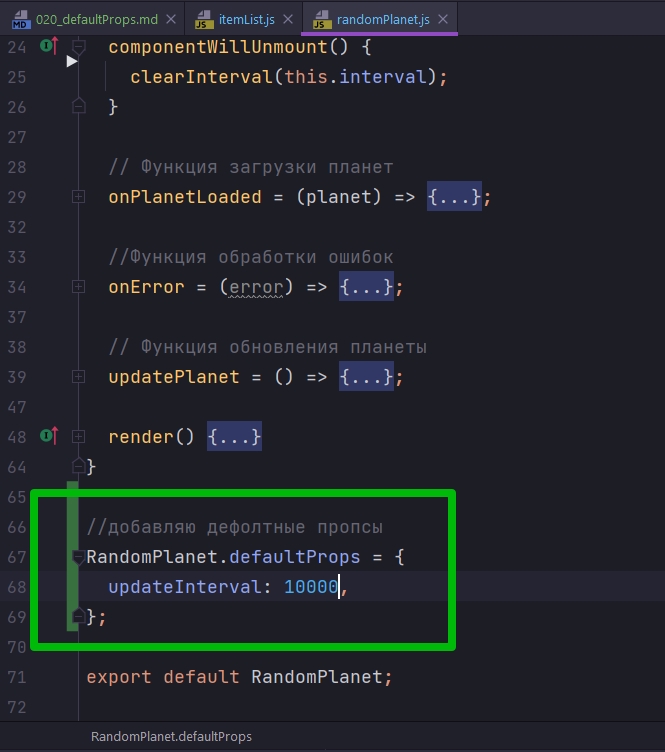 020_defaultProps.md itemList.js randomPlanet.js
24 componentWillUnmount() {
25 clearInterval(this.interval);
26 }
27
28 // Функция загрузки планет
29 onPlanetLoaded = (planet) => {...};
32
33 //Функция обработки ошибок
34 onError = (error) => {...};
37
38 // Функция обновления планеты
39 updatePlanet = () => {...};
47
48 render() {...}
64 }
65
66 //добавляю дефолтные пропсы
67 RandomPlanet.defaultProps = {
68 updateInterval: 10000,
69 };
70
71 export default RandomPlanet;
72
RandomPlanet.defaultProps